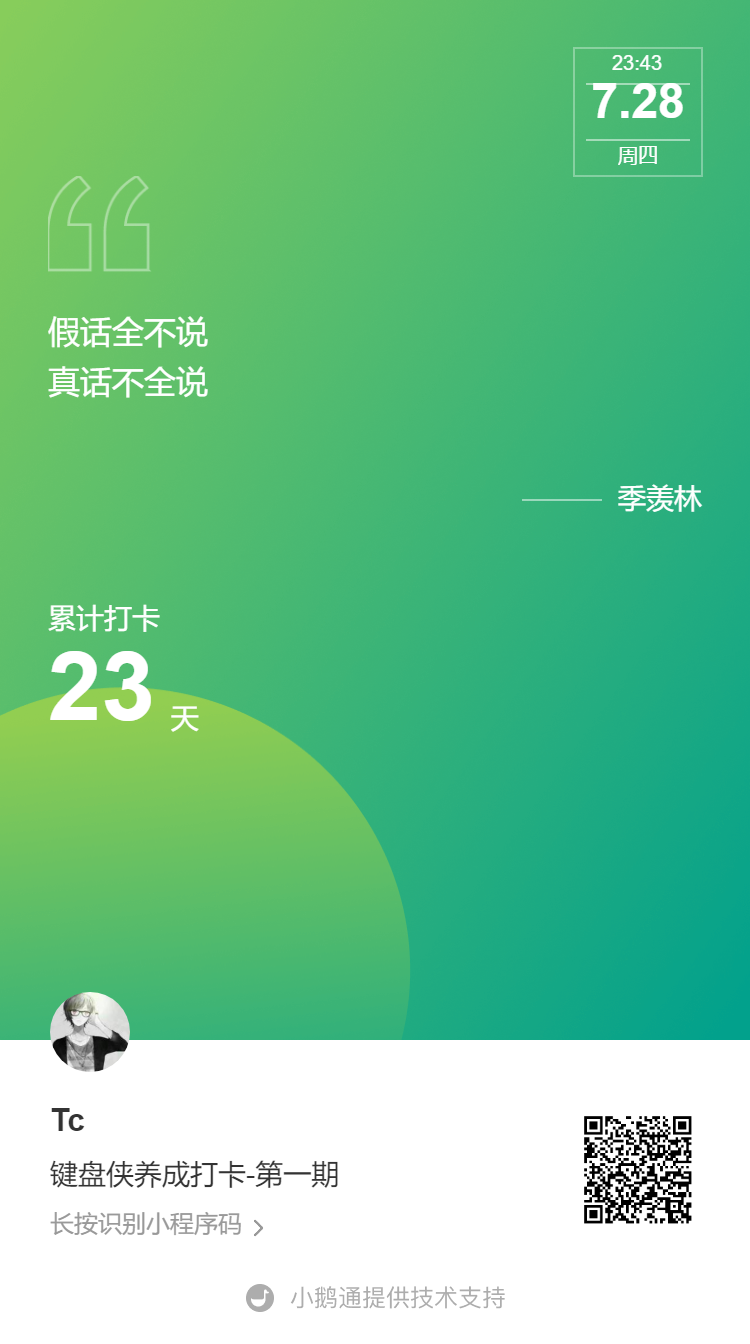 23:43
7.28
周四
假话全不说
真话不全说
季羡林
累计打卡
23 天
Tc
键盘侠养成打卡-第一期
长按识别小程序码
小鹅通提供技术支持